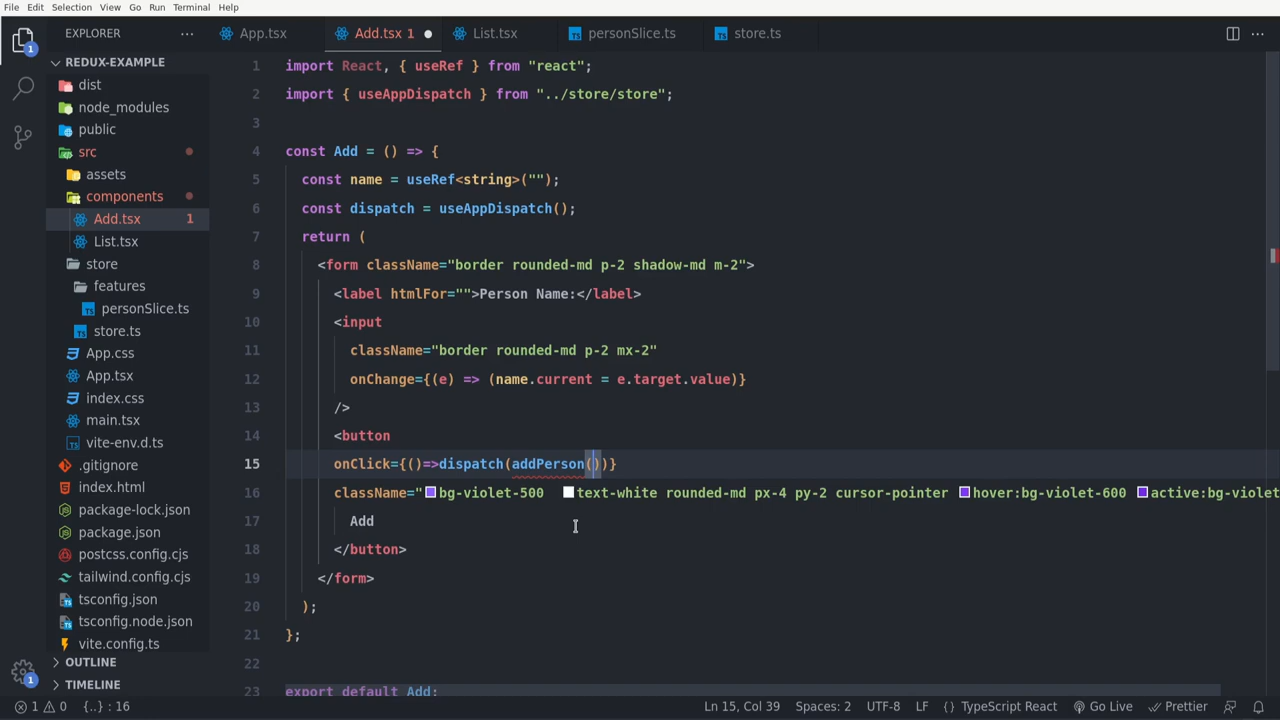 File Edit Selection View Go Run Terminal Help
EXPLORER ···
App.tsx Add.tsx 1 List.tsx personSlice.ts store.ts
REDUX-EXAMPLE
dist
node_modules
public
src
assets
components
Add.tsx 1
List.tsx
store
features
personSlice.ts
store.ts
App.css
App.tsx
index.css
main.tsx
vite-env.d.ts
.gitignore
index.html
package-lock.json
package.json
postcss.config.cjs
tailwind.config.cjs
tsconfig.json
tsconfig.node.json
vite.config.ts
OUTLINE
TIMELINE
1
1
1 import React, { useRef } from "react";
2 import { useAppDispatch } from "../store/store";
3
4 const Add = () => {
5 const name = useRef<string>("");
6 const dispatch = useAppDispatch();
7 return (
8 <form className="border rounded-md p-2 shadow-md m-2">
9 <label htmlFor="">Person Name:</label>
10 <input
11 className="border rounded-md p-2 mx-2"
12 onChange={(e) => (name.current = e.target.value)}
13 />
14 <button
15 onClick={()=>dispatch(addPerson())}
16 className="bg-violet-500 text-white rounded-md px-4 py-2 cursor-pointer hover:bg-violet-600 active:bg-violet
17 Add
18 </button>
19 </form>
20 );
21 };
22
23 export default Add;
1 0 {..} : 16 Ln 15, Col 39 Spaces: 2 UTF-8 LF {} TypeScript React Go Live Prettier